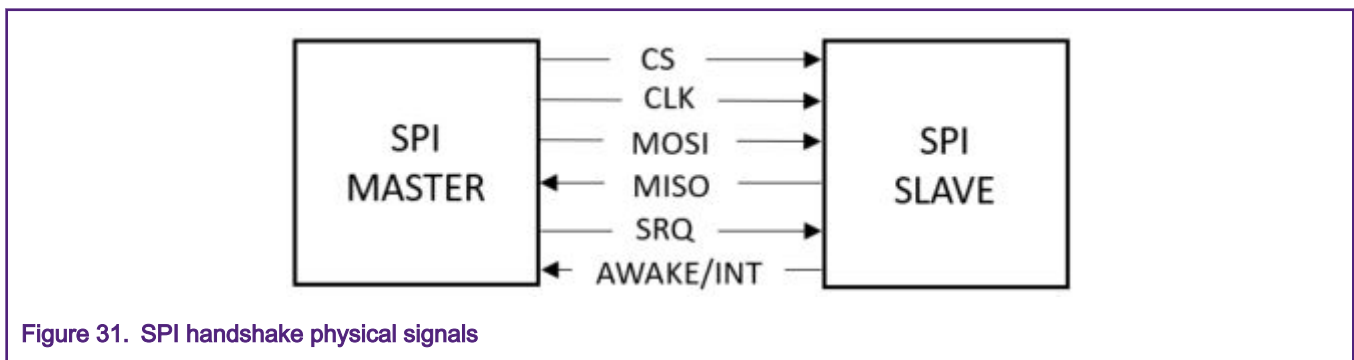 CS
CLK
SPI
MASTER
MOSI
MISO
SPI
SLAVE
SRQ
AWAKE/INT
Figure 31. SPI handshake physical signals